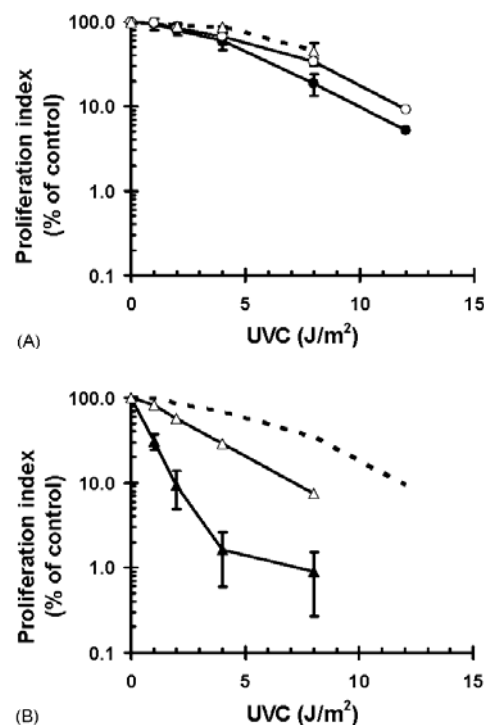 100.0
10.0
1.0
0.1
Proliferation index
(% of control)
0 5 10 15
UVC (J/m²)
(A)
100.0
10.0
1.0
0.1
Proliferation index
(% of control)
0 5 10 15
UVC (J/m²)
(B)